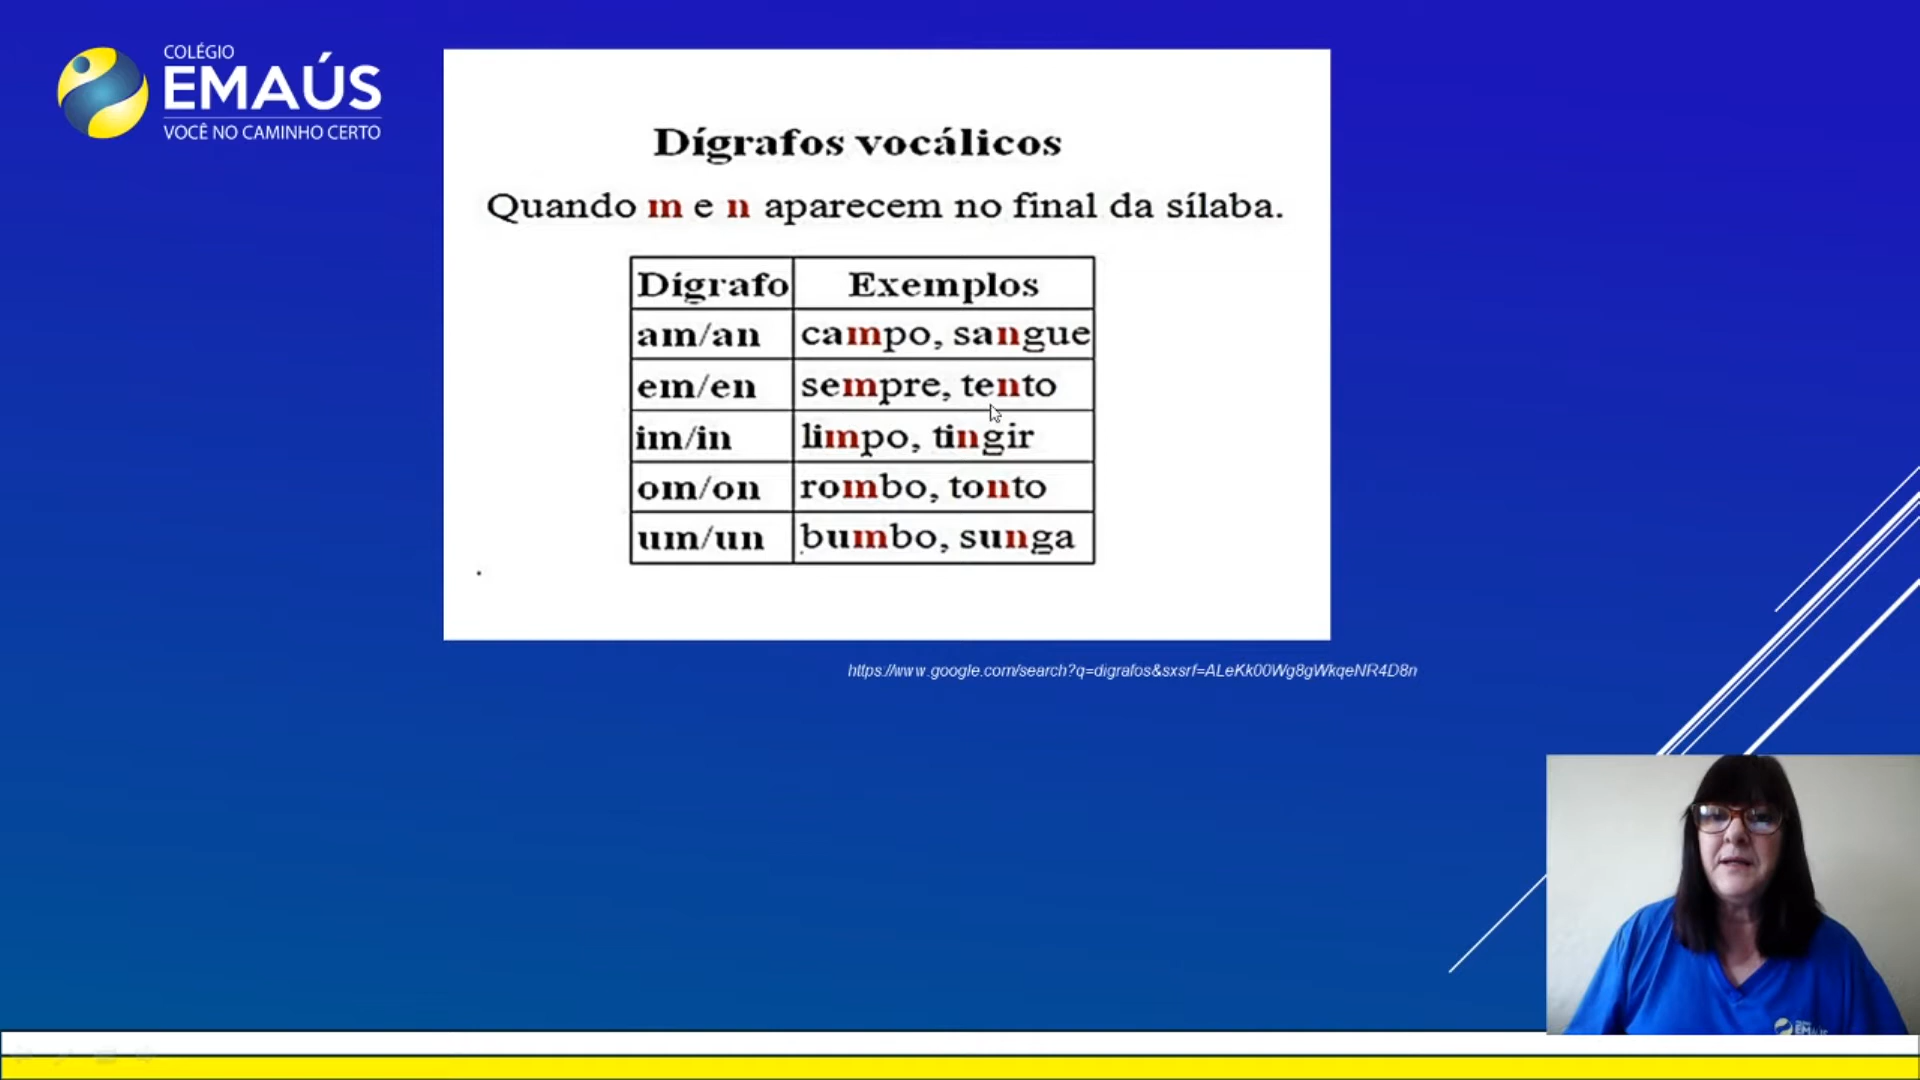 COLÉGIO
EMAÚS
VOCÊ NO CAMINHO CERTO
Dígrafos vocálicos
Quando m e n aparecem no final da sílaba.
Dígrafo Exemplos
am/an campo, sangue
em/en sempre, tento
im/in limpo, tingir
om/on rombo, tonto
um/un bumbo, sunga
https://www.google.com/search?q=digrafos&sxsrf=ALeKk00Wg8gWkqeNR4D8n